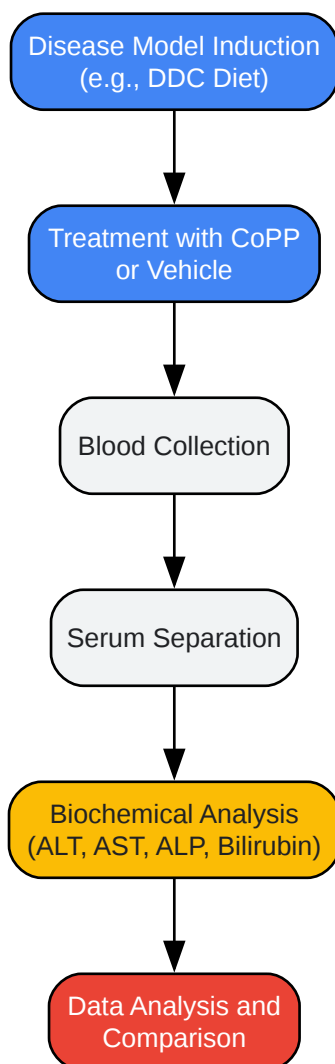 Disease Model Induction
(e.g., DDC Diet)
Treatment with CoPP
or Vehicle
Blood Collection
Serum Separation
Biochemical Analysis
(ALT, AST, ALP, Bilirubin)
Data Analysis and
Comparison